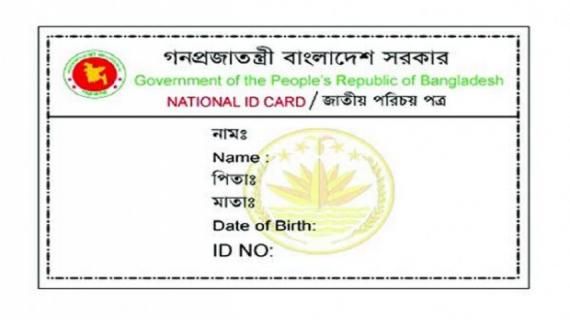 গনপ্রজাতন্ত্রী বাংলাদেশ সরকার
Government of the People's Republic of Bangladesh
NATIONAL ID CARD / জাতীয় পরিচয় পত্র
নামঃ
Name :
পিতাঃ
মাতাঃ
Date of Birth:
ID NO: